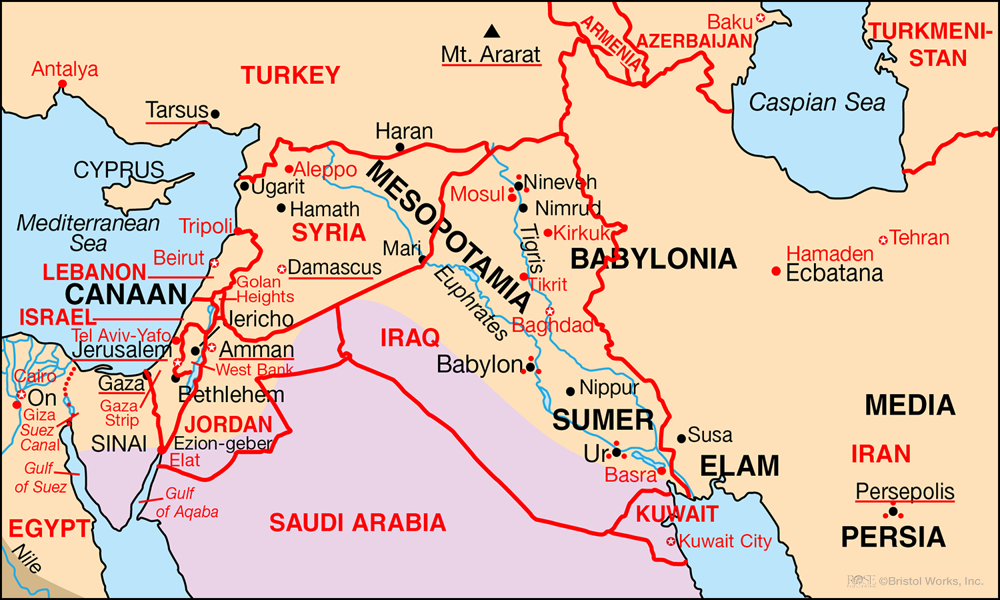 Baku
ARMENIA
AZERBAIJAN
TURKMENI-
STAN
Mt. Ararat
Antalya
TURKEY
Caspian Sea
Tarsus
Haran
CYPRUS
Aleppo
Ugarit
Hamath
MESOPOTAMIA
Nineveh
Mosul
Nimrud
Mediterranean
Sea
Tripoli
SYRIA
Tigris
Kirkuk
Tehran
Beirut
Mari
BABYLONIA
Hamaden
Ecbatana
LEBANON
Damascus
CANAAN
Golan
Heights
Euphrates
Tikrit
ISRAEL
Jericho
Baghdad
Tel Aviv-Yafo
Jerusalem
Amman
IRAQ
West Bank
Babylon
Cairo
On
Gaza
Bethlehem
Nippur
Giza
Gaza
Strip
SUMER
MEDIA
Suez
Canal
SINAI
JORDAN
Ezion-geber
Susa
Ur
Elat
ELAM
IRAN
Basra
Gulf
of Suez
Gulf
of Aqaba
Persepolis
EGYPT
SAUDI ARABIA
KUWAIT
Kuwait City
PERSIA
Nile
ROSE
©Bristol Works, Inc.